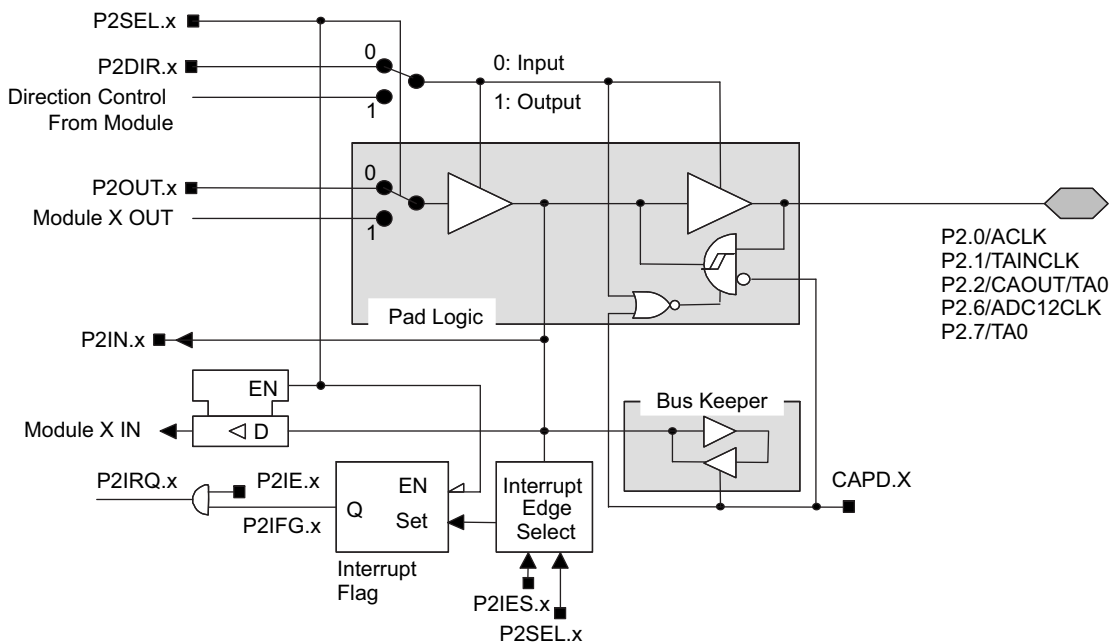 P2SEL.x
P2DIR.x
0
0: Input
Direction Control
From Module
1
1: Output
P2OUT.x
0
Module X OUT
1
Pad Logic
P2.0/ACLK
P2.1/TAINCLK
P2.2/CAOUT/TA0
P2.6/ADC12CLK
P2.7/TA0
P2IN.x
EN
Module X IN
D
Bus Keeper
CAPD.X
P2IRQ.x
P2IE.x
P2IFG.x
Q
EN
Set
Interrupt
Flag
Interrupt
Edge
Select
P2IES.x
P2SEL.x